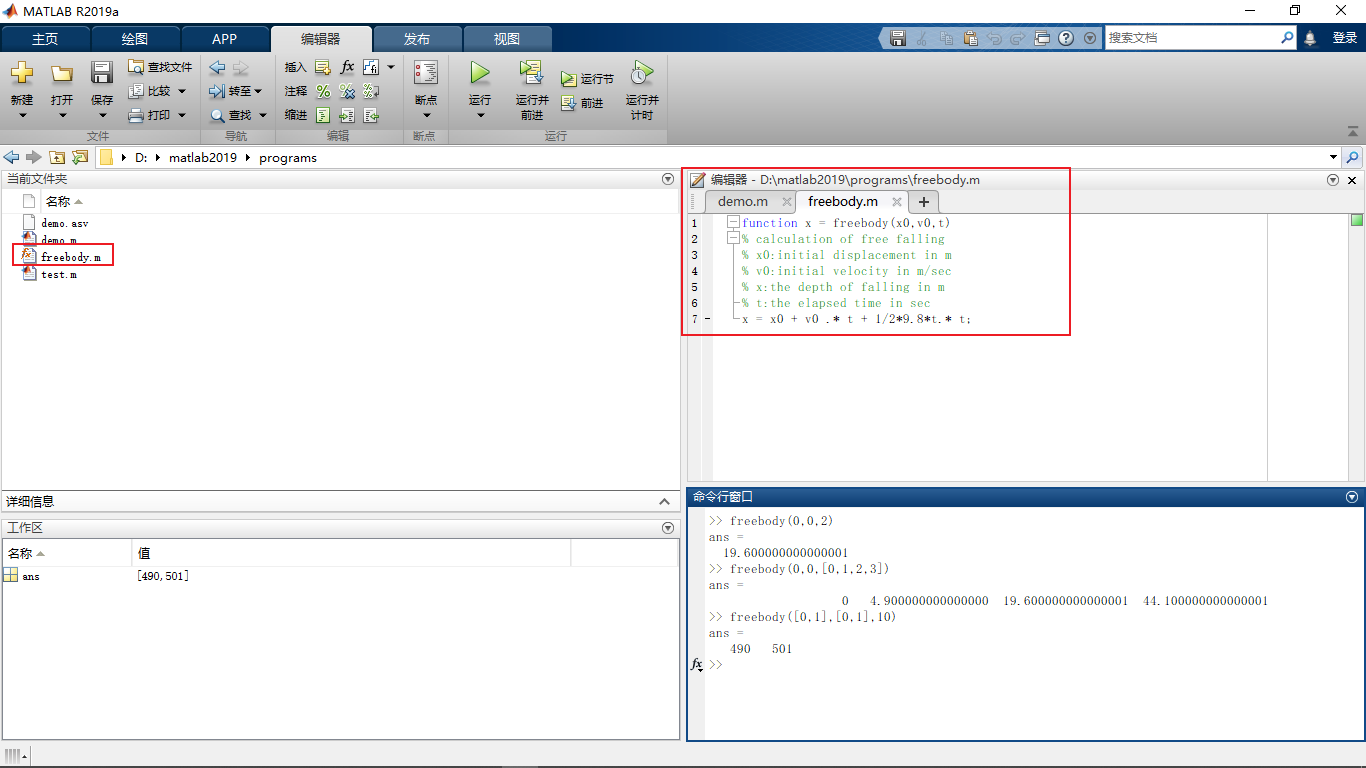 MATLAB R2019a
主页 绘图 APP 编辑器 发布 视图 搜索文档 登录
新建 打开 保存 查找文件 比较 打印 转至 查找 插入 注释 缩进 断点 运行 运行并前进 运行节 前进 运行并计时
文件 导航 编辑 断点 运行
D: matlab2019 programs
当前文件夹
名称
demo.asv
demo.m
freebody.m
test.m
详细信息
工作区
名称 值
ans [490,501]
编辑器 - D:\matlab2019\programs\freebody.m
demo.m freebody.m +
1 function x = freebody(x0,v0,t)
2 % calculation of free falling
3 % x0:initial displacement in m
4 % v0:initial velocity in m/sec
5 % x:the depth of falling in m
6 % t:the elapsed time in sec
7 - x = x0 + v0 .* t + 1/2*9.8*t.* t;
命令行窗口
>> freebody(0,0,2)
ans =
19.600000000000001
>> freebody(0,0,[0,1,2,3])
ans =
0 4.900000000000000 19.600000000000001 44.100000000000001
>> freebody([0,1],[0,1],10)
ans =
490 501
fx >>